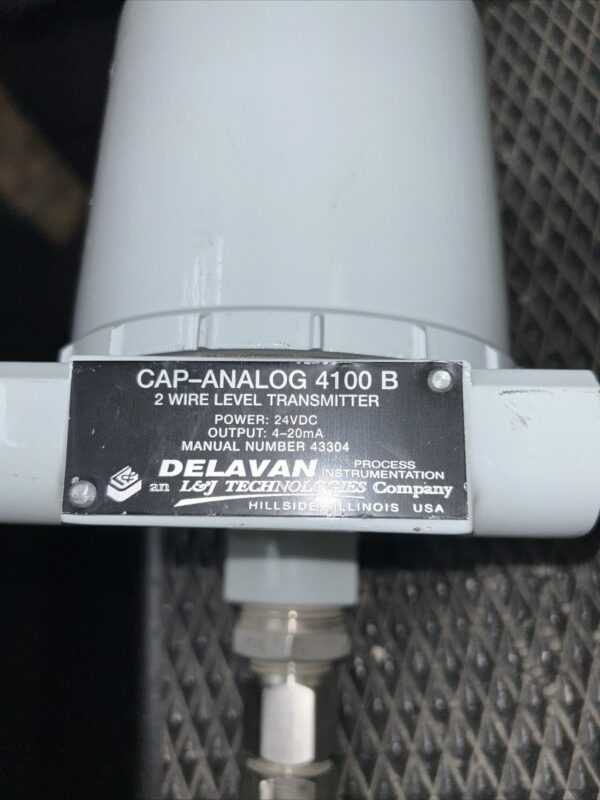 CAP-ANALOG 4100 B
2 WIRE LEVEL TRANSMITTER
POWER: 24VDC
OUTPUT: 4-20mA
MANUAL NUMBER 43304
DELAVAN PROCESS INSTRUMENTATION
an L&J TECHNOLOGIES Company
HILLSIDE, ILLINOIS USA